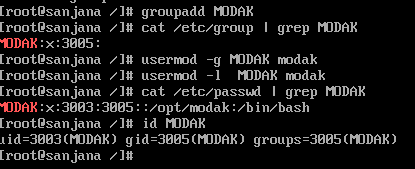 [root@sanjana /]# groupadd MODAK
[root@sanjana /]# cat /etc/group | grep MODAK
MODAK:x:3005:
[root@sanjana /]# usermod -g MODAK modak
[root@sanjana /]# usermod -l  MODAK modak
[root@sanjana /]# cat /etc/passwd | grep MODAK
MODAK:x:3003:3005::/opt/modak:/bin/bash
[root@sanjana /]# id MODAK
uid=3003(MODAK) gid=3005(MODAK) groups=3005(MODAK)
[root@sanjana /]#